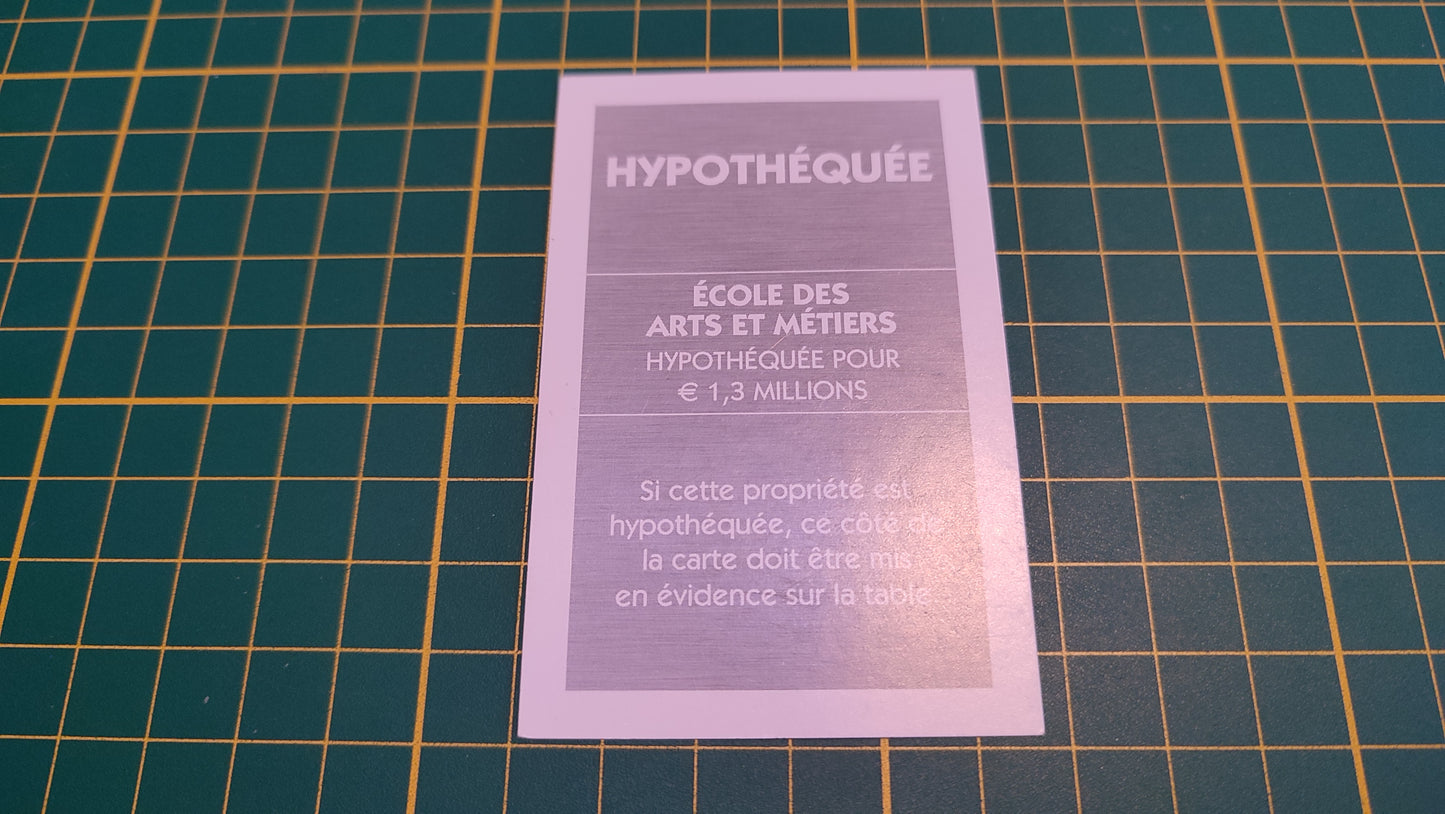 HYPOTHÉQUÉE
ÉCOLE DES
ARTS ET MÉTIERS
HYPOTHÉQUÉE POUR
€ 1,3 MILLIONS
Si cette propriété est
hypothéquée, ce côté de
la carte doit être mis
en évidence sur la table.